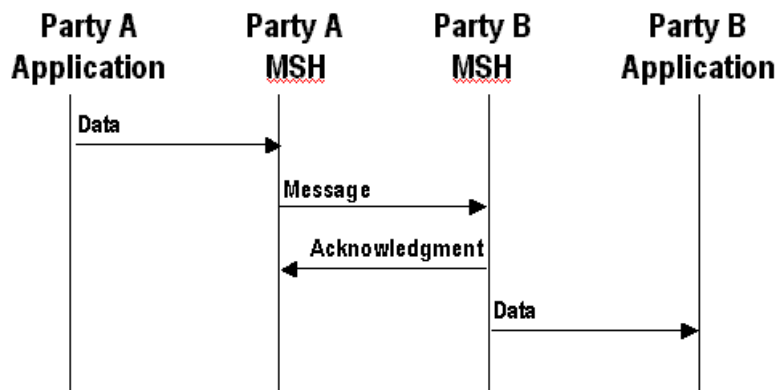 Party A
Application
Party A
MSH
Party B
MSH
Party B
Application
Data
Message
Acknowledgment
Data